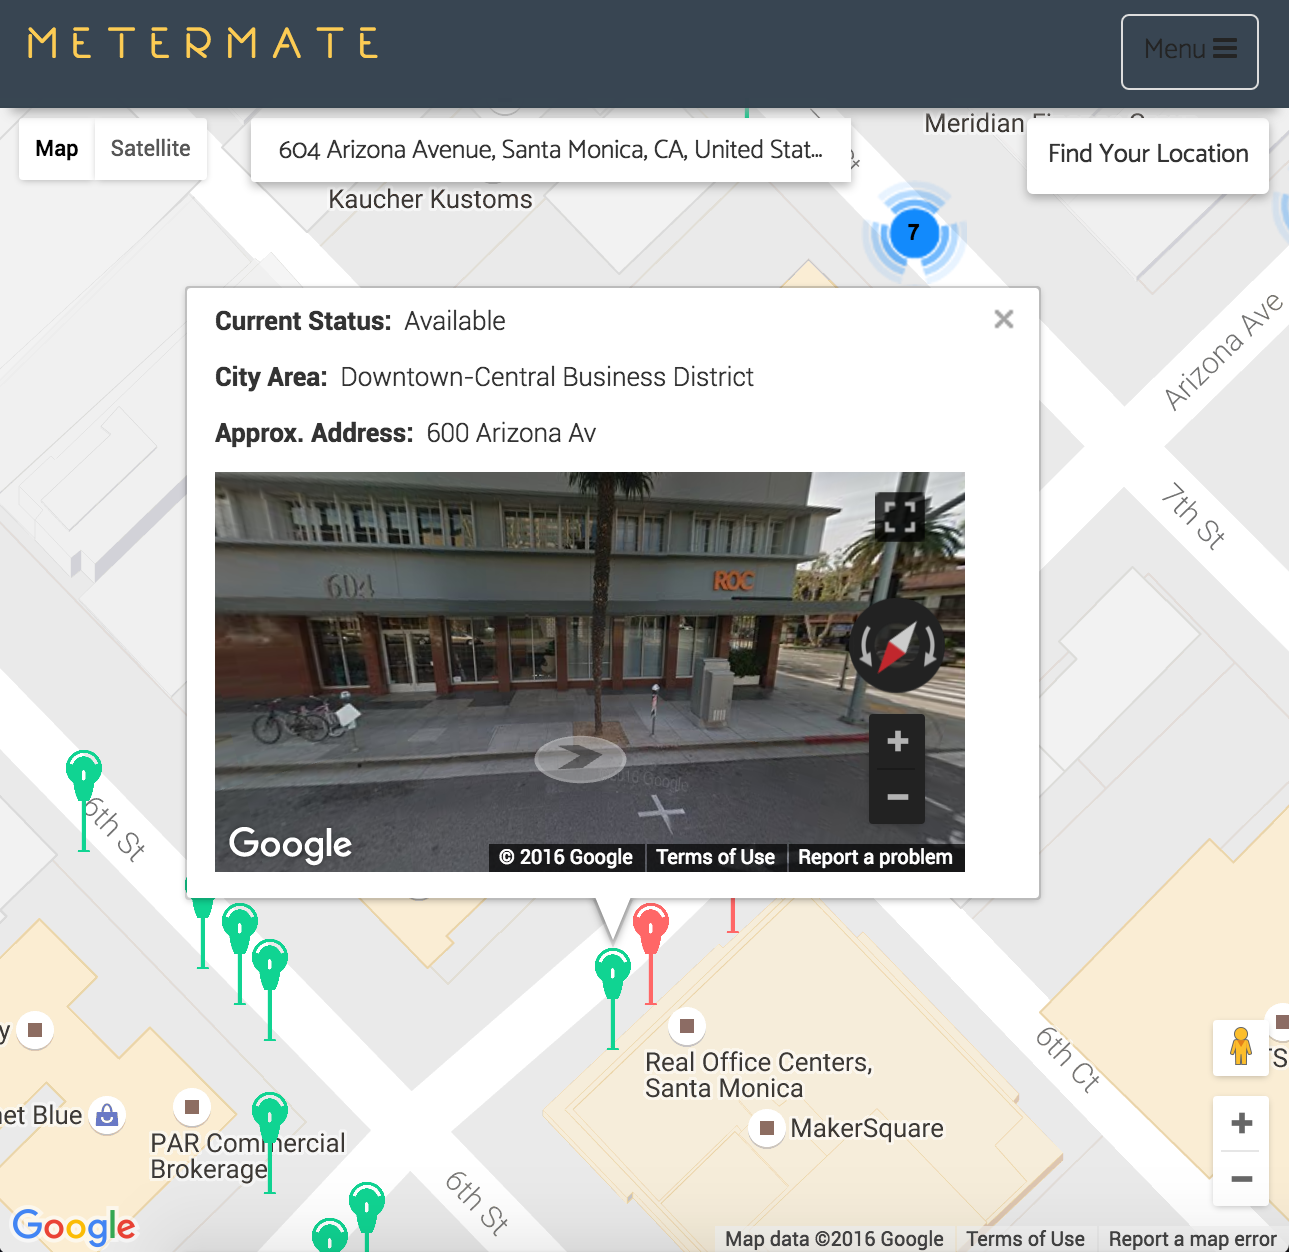 METERMATE
Menu
Map
Satellite
604 Arizona Avenue, Santa Monica, CA, United Stat...
Meridian
Find Your Location
Kaucher Kustoms
7
Current Status: Available
City Area: Downtown-Central Business District
Approx. Address: 600 Arizona Av
Arizona Ave
7th St
604
ROC
2016 Google
Google
© 2016 Google
Terms of Use
Report a problem
6th St
Real Office Centers,
Santa Monica
6th Ct
MakerSquare
et Blue
PAR Commercial
Brokerage
6th St
Google
Map data ©2016 Google
Terms of Use
Report a map error